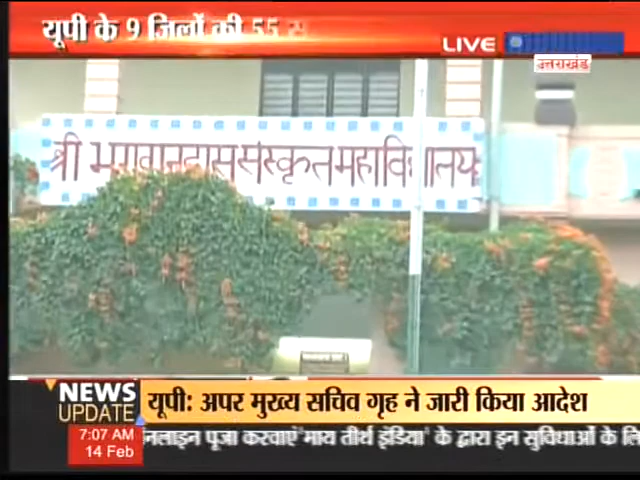 यूपी के 9 जिलों की 55 स
LIVE
उत्तराखंड
श्री भगवानदास संस्कृत महाविद्यालय
NEWS
UPDATE
यूपी: अपर मुख्य सचिव गृह ने जारी किया आदेश
7:07 AM
14 Feb
नलाइन पूजा करवाएं 'माय तीर्थ इंडिया' के द्वारा इन सुविधाओं के लि